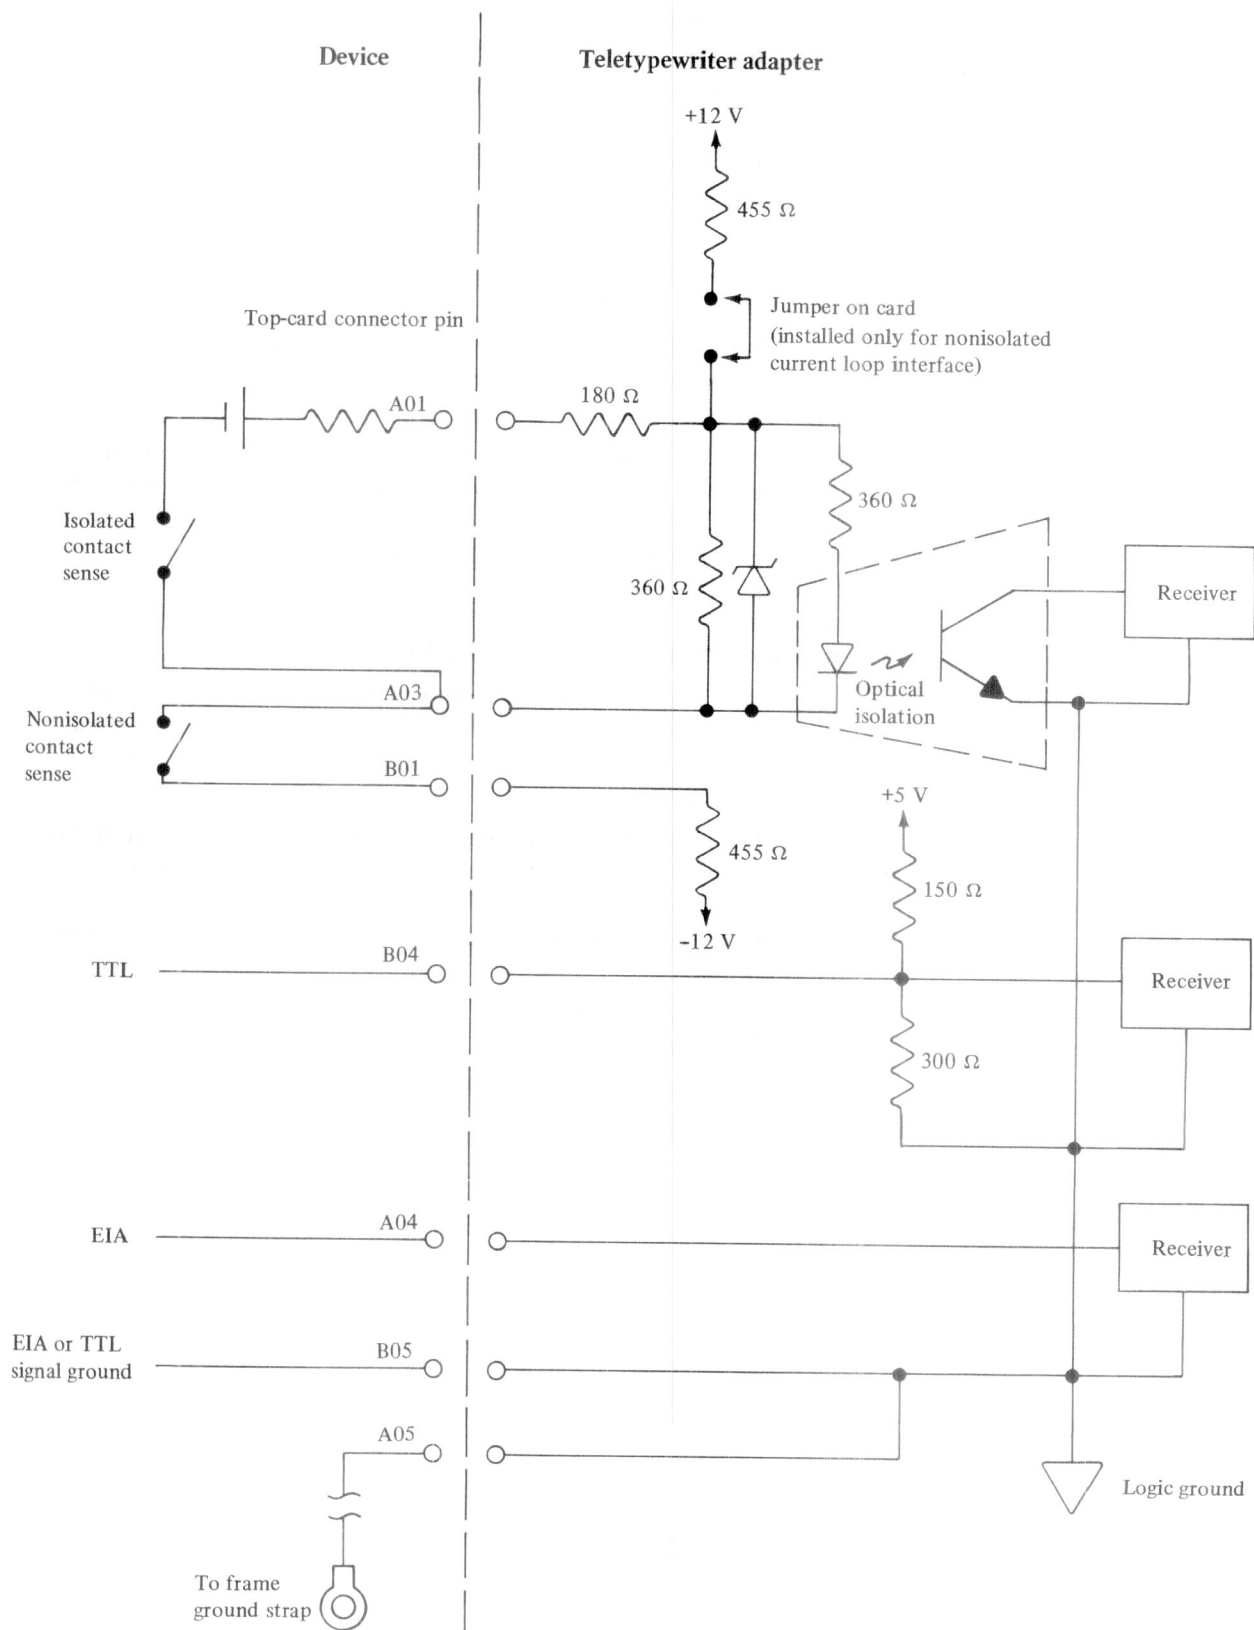 Device
Teletypewriter adapter
+12 V
455 Ω
Jumper on card
(installed only for nonisolated
current loop interface)
Top-card connector pin
A01
180 Ω
360 Ω
Isolated
contact
sense
360 Ω
Receiver
Optical
isolation
A03
Nonisolated
contact
sense
B01
+5 V
455 Ω
150 Ω
−12 V
TTL
B04
Receiver
300 Ω
EIA
A04
Receiver
EIA or TTL
signal ground
B05
A05
Logic ground
To frame
ground strap